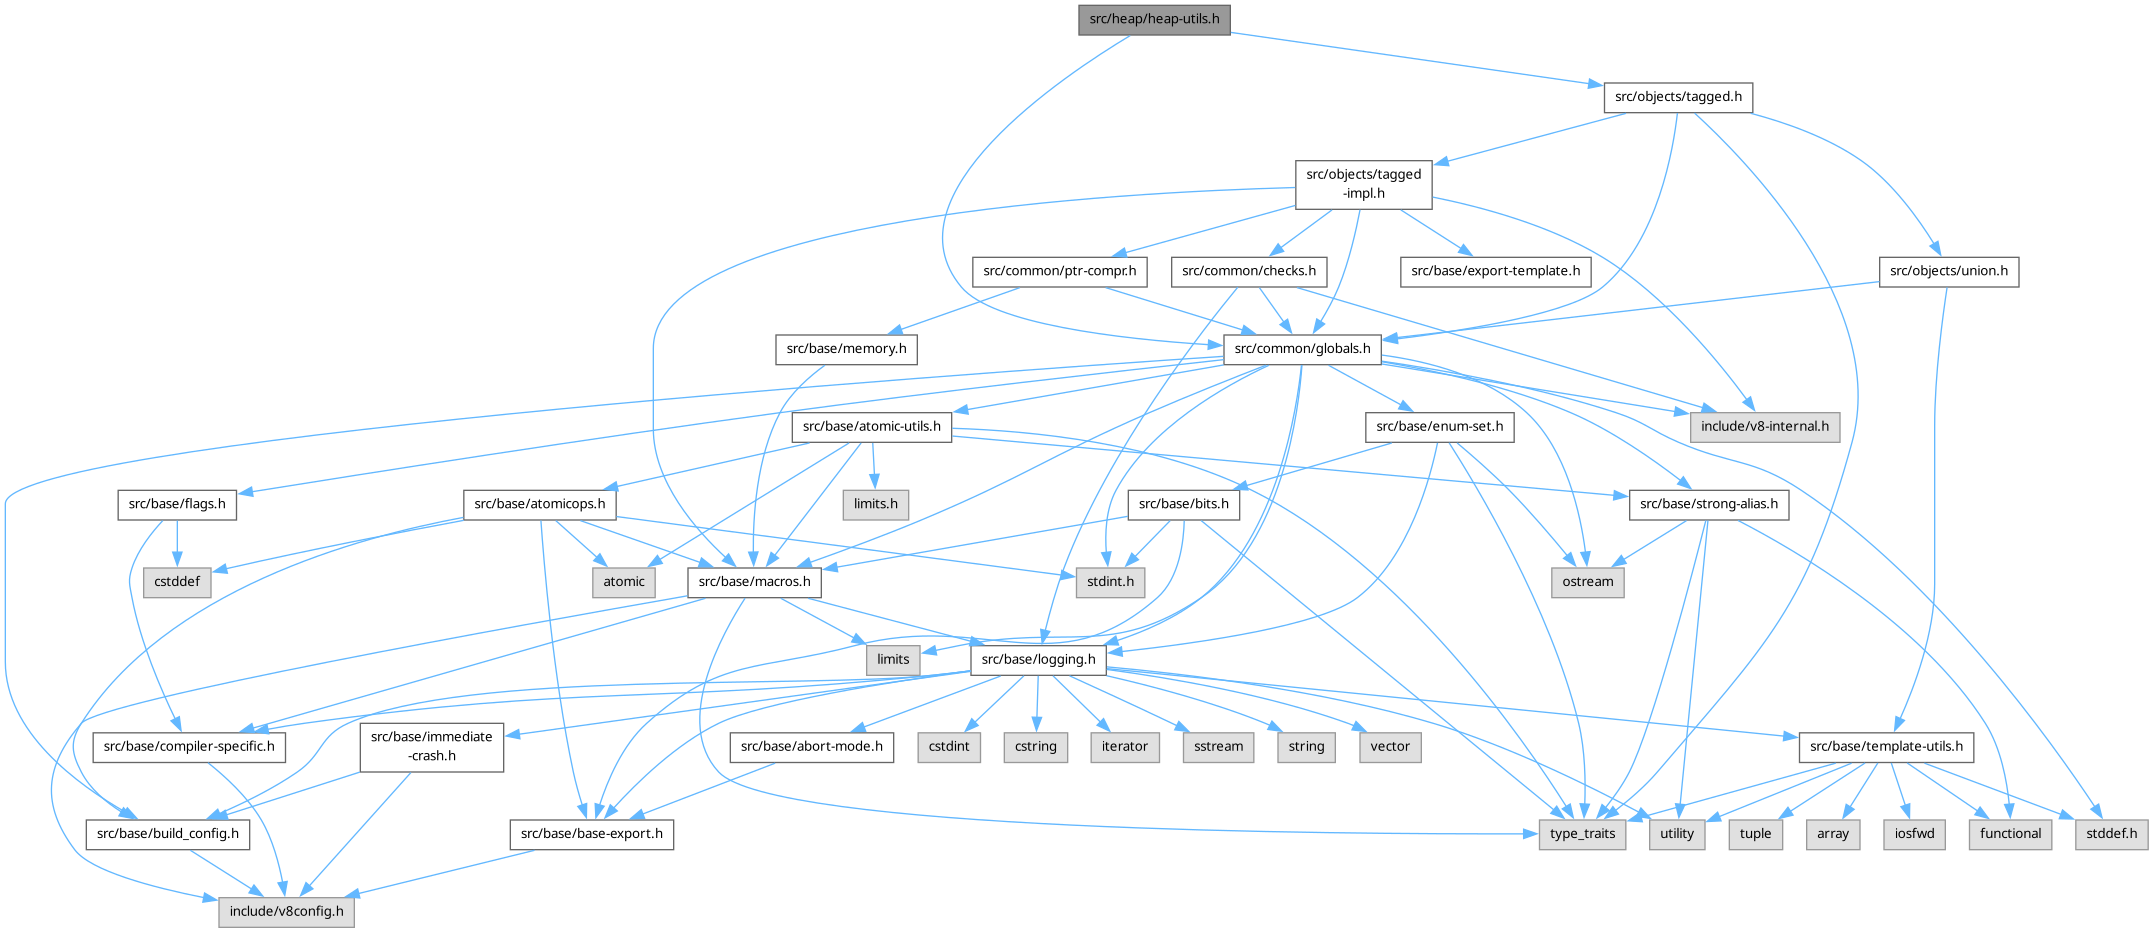 src/heap/heap-utils.h
src/objects/tagged.h
src/objects/tagged
-impl.h
src/common/ptr-compr.h
src/common/checks.h
src/base/export-template.h
src/objects/union.h
src/base/memory.h
src/common/globals.h
src/base/atomic-utils.h
src/base/enum-set.h
include/v8-internal.h
src/base/flags.h
src/base/atomicops.h
limits.h
src/base/bits.h
src/base/strong-alias.h
cstddef
atomic
src/base/macros.h
stdint.h
ostream
limits
src/base/logging.h
src/base/compiler-specific.h
src/base/immediate
-crash.h
src/base/abort-mode.h
cstdint
cstring
iterator
sstream
string
vector
src/base/template-utils.h
src/base/build_config.h
src/base/base-export.h
type_traits
utility
tuple
array
iosfwd
functional
stddef.h
include/v8config.h